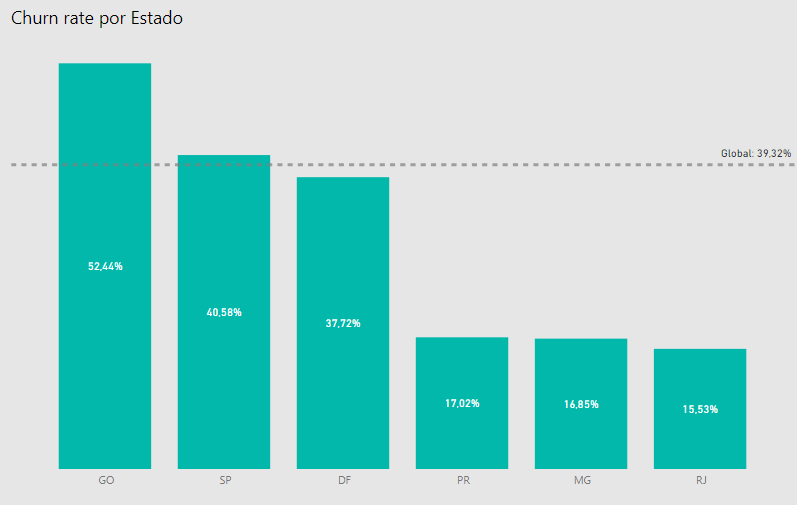 Churn rate por Estado
Global: 39,32%
52,44%
40,58%
37,72%
17,02%
16,85%
15,53%
GO
SP
DF
PR
MG
RJ